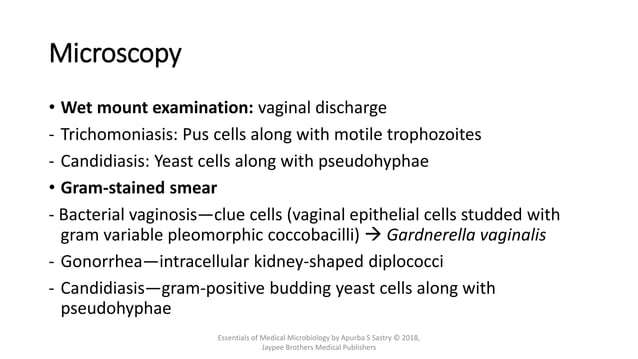 Microscopy
• Wet mount examination: vaginal discharge
- Trichomoniasis: Pus cells along with motile trophozoites
- Candidiasis: Yeast cells along with pseudohyphae
• Gram-stained smear
- Bacterial vaginosis—clue cells (vaginal epithelial cells studded with
gram variable pleomorphic coccobacilli) → Gardnerella vaginalis
- Gonorrhea—intracellular kidney-shaped diplococci
- Candidiasis—gram-positive budding yeast cells along with
pseudohyphae
Essentials of Medical Microbiology by Apurba S Sastry © 2018,
Jaypee Brothers Medical Publishers